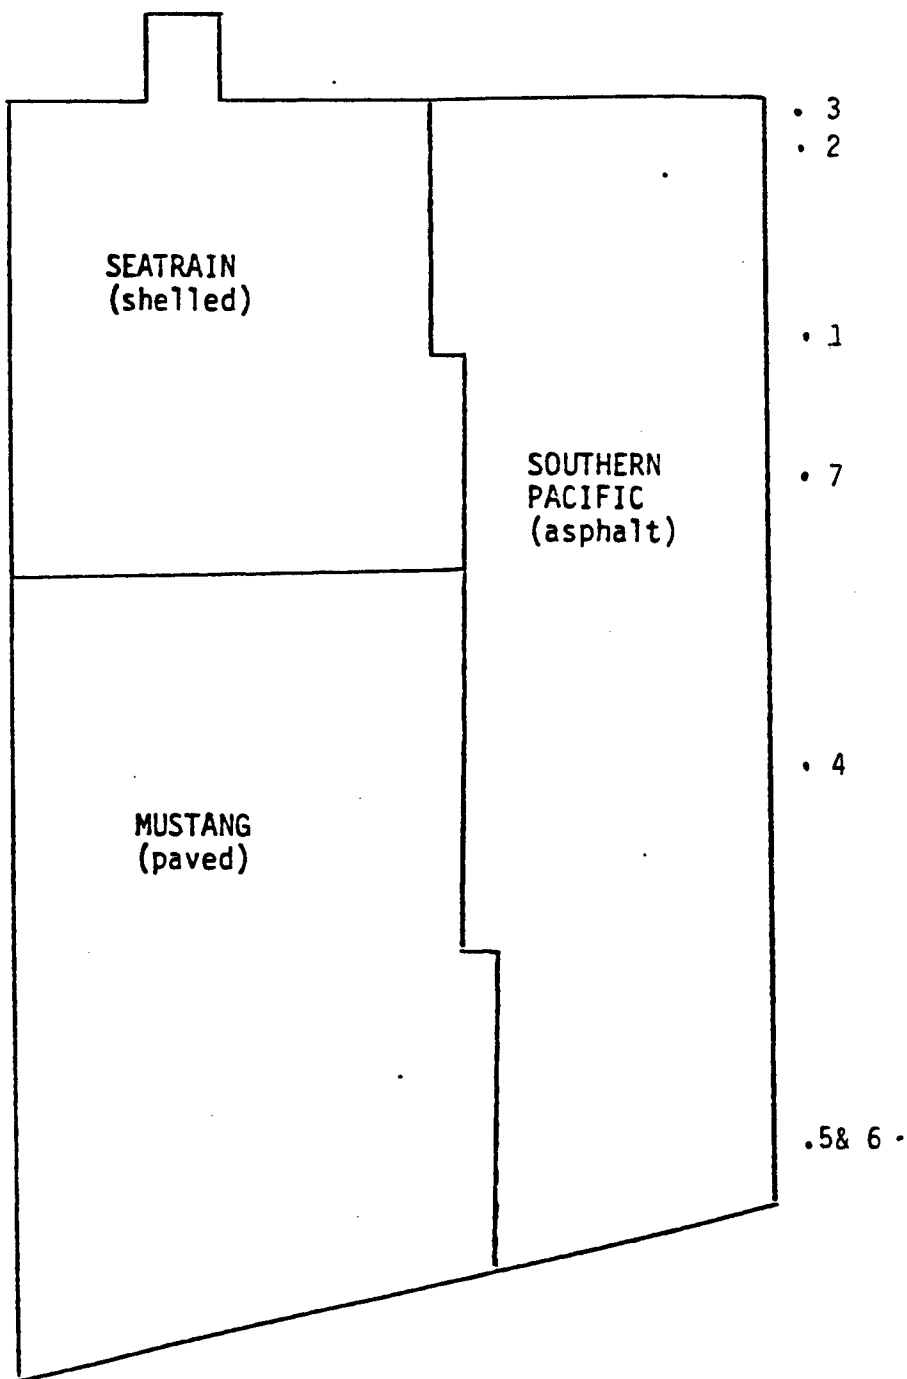 . 3
. 2
SEATRAIN
(shelled)
. 1
SOUTHERN
PACIFIC
(asphalt)
. 7
. 4
MUSTANG
(paved)
.5& 6 .